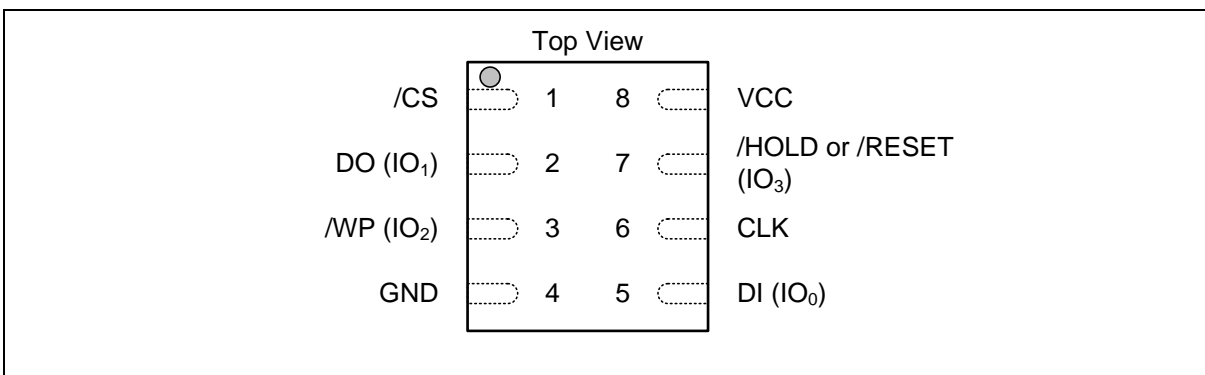 Top View
/CS 1 8 VCC
DO (IO₁) 2 7 /HOLD or /RESET
(IO₃)
/WP (IO₂) 3 6 CLK
GND 4 5 DI (IO₀)